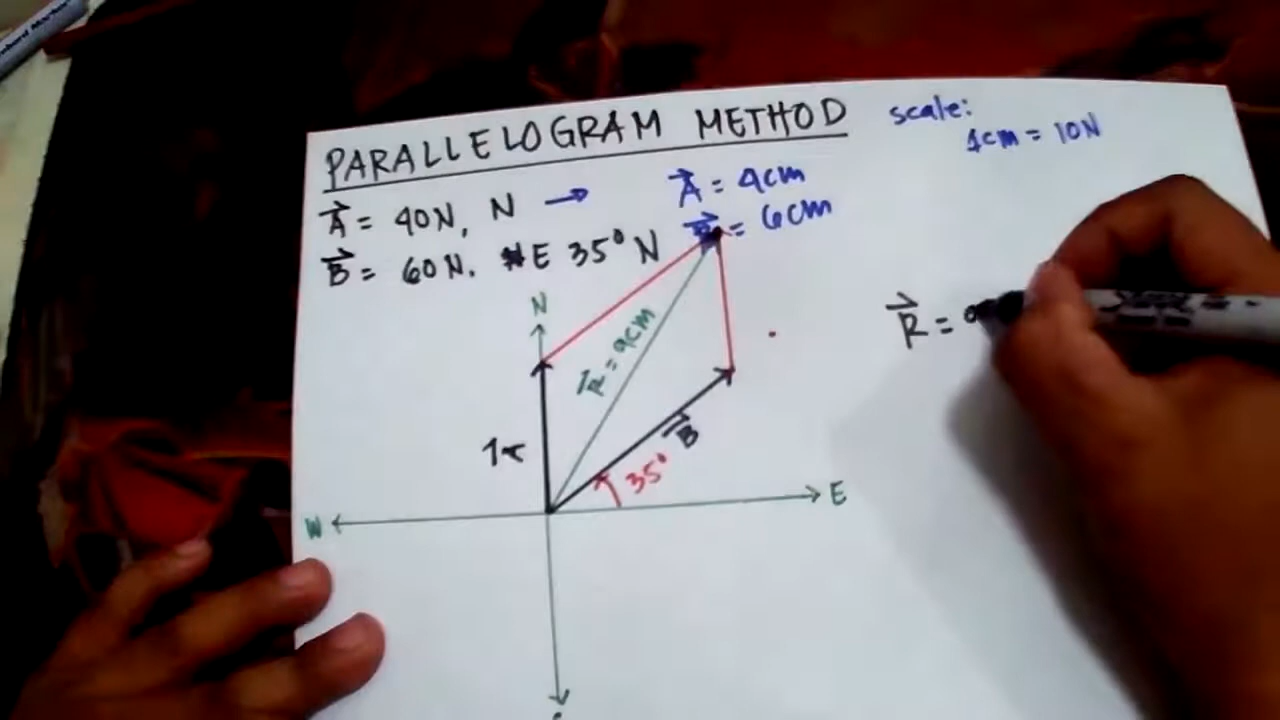 PARALLELOGRAM METHOD
scale:
1cm = 10N
A = 40N, N → A = 4cm
B = 60N, E 35° N B = 6cm
N
R = 9cm
R =
A
B
35°
W
E